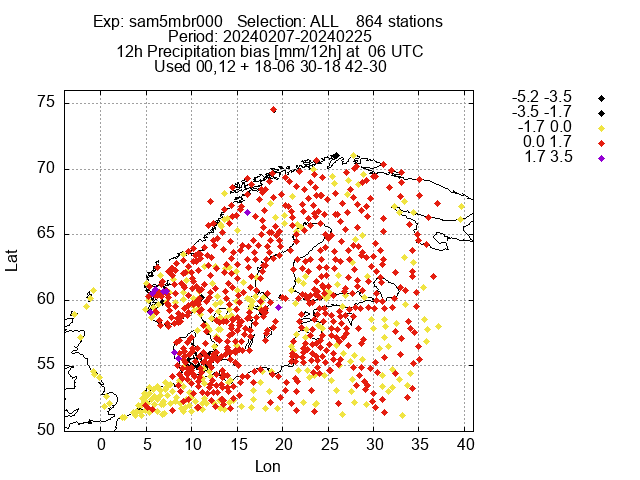 Exp: sam5mbr000 Selection: ALL 864 stations
Period: 20240207-20240225
12h Precipitation bias [mm/12h] at 06 UTC
Used 00,12 + 18-06 30-18 42-30
-5.2 -3.5
-3.5 -1.7
-1.7 0.0
0.0 1.7
1.7 3.5
75
70
65
60
55
50
Lat
0 5 10 15 20 25 30 35 40
Lon